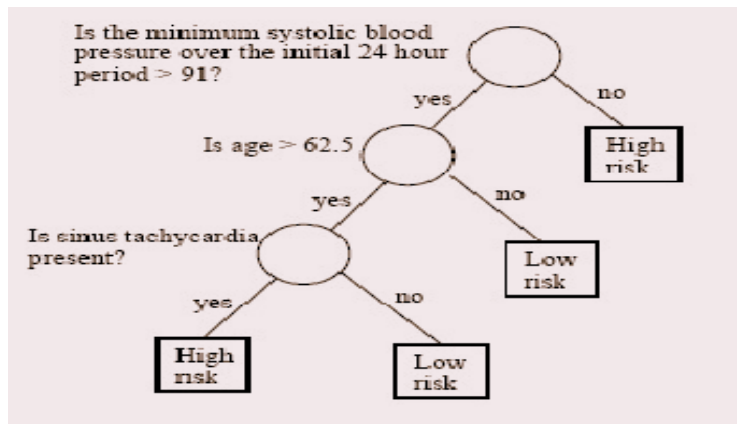 Is the minimum systolic blood
pressure over the initial 24 hour
period > 91?
yes
no
Is age > 62.5
High
risk
yes
no
Is sinus tachycardia
present?
Low
risk
yes
no
High
risk
Low
risk